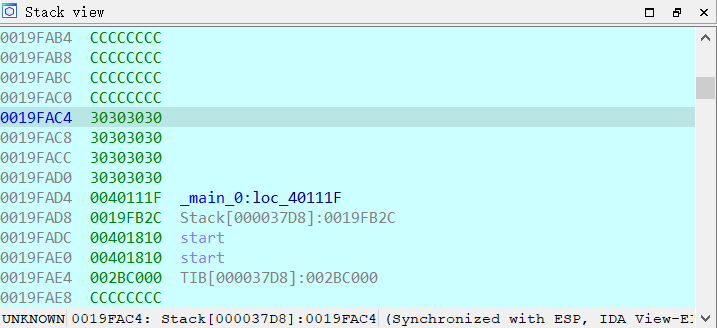 Stack view
0019FAB4 CCCCCCCC
0019FAB8 CCCCCCCC
0019FABC CCCCCCCC
0019FAC0 CCCCCCCC
0019FAC4 30303030
0019FAC8 30303030
0019FACC 30303030
0019FAD0 30303030
0019FAD4 0040111F _main_0:loc_40111F
0019FAD8 0019FB2C Stack[000037D8]:0019FB2C
0019FADC 00401810 start
0019FAE0 00401810 start
0019FAE4 002BC000 TIB[000037D8]:002BC000
0019FAE8 CCCCCCCC
UNKNOWN 0019FAC4: Stack[000037D8]:0019FAC4 (Synchronized with ESP, IDA View-EI